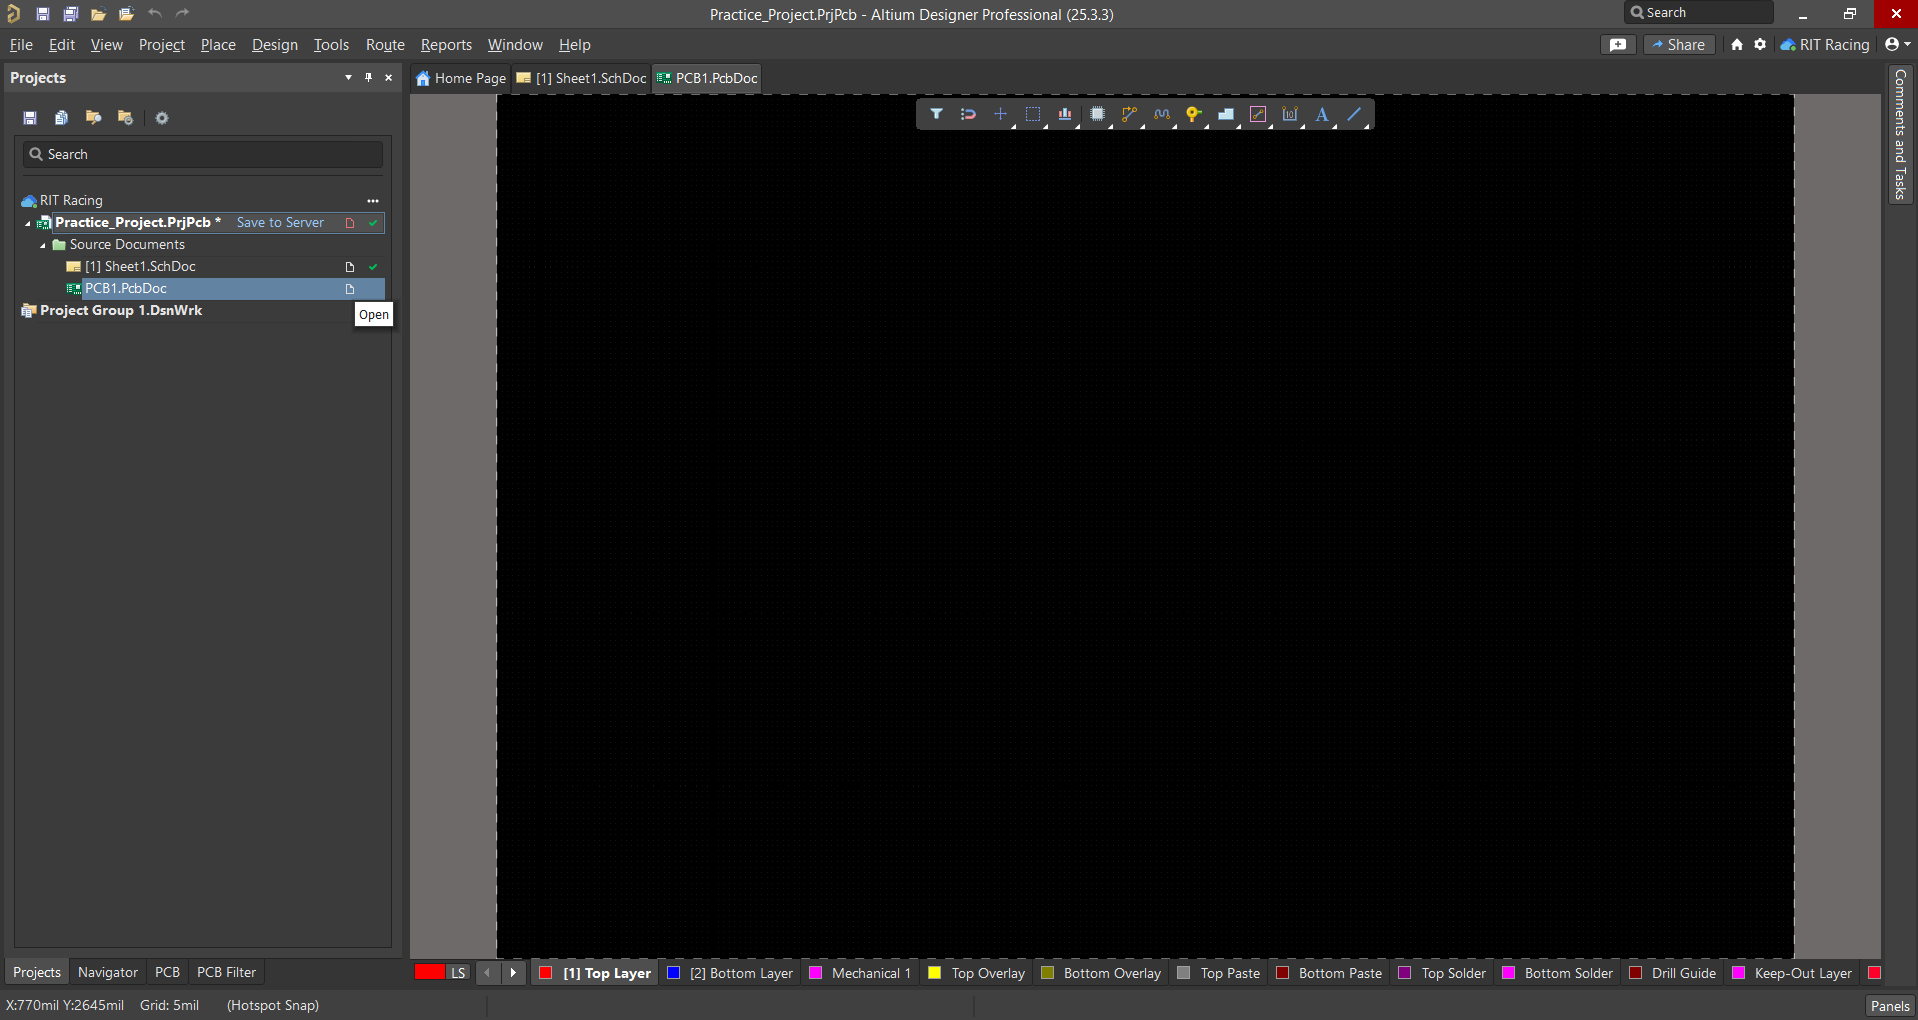 Practice_Project.PrjPcb - Altium Designer Professional (25.3.3)
Search
File Edit View Project Place Design Tools Route Reports Window Help
Share
RIT Racing
Projects
Home Page
[1] Sheet1.SchDoc
PCB1.PcbDoc
Comments and Tasks
10
A
Search
RIT Racing
Practice_Project.PrjPcb * Save to Server
Source Documents
[1] Sheet1.SchDoc
PCB1.PcbDoc
Project Group 1.DsnWrk
Open
Projects Navigator PCB PCB Filter
LS [1] Top Layer [2] Bottom Layer Mechanical 1 Top Overlay Bottom Overlay Top Paste Bottom Paste Top Solder Bottom Solder Drill Guide Keep-Out Layer
X:770mil Y:2645mil Grid: 5mil (Hotspot Snap)
Panels